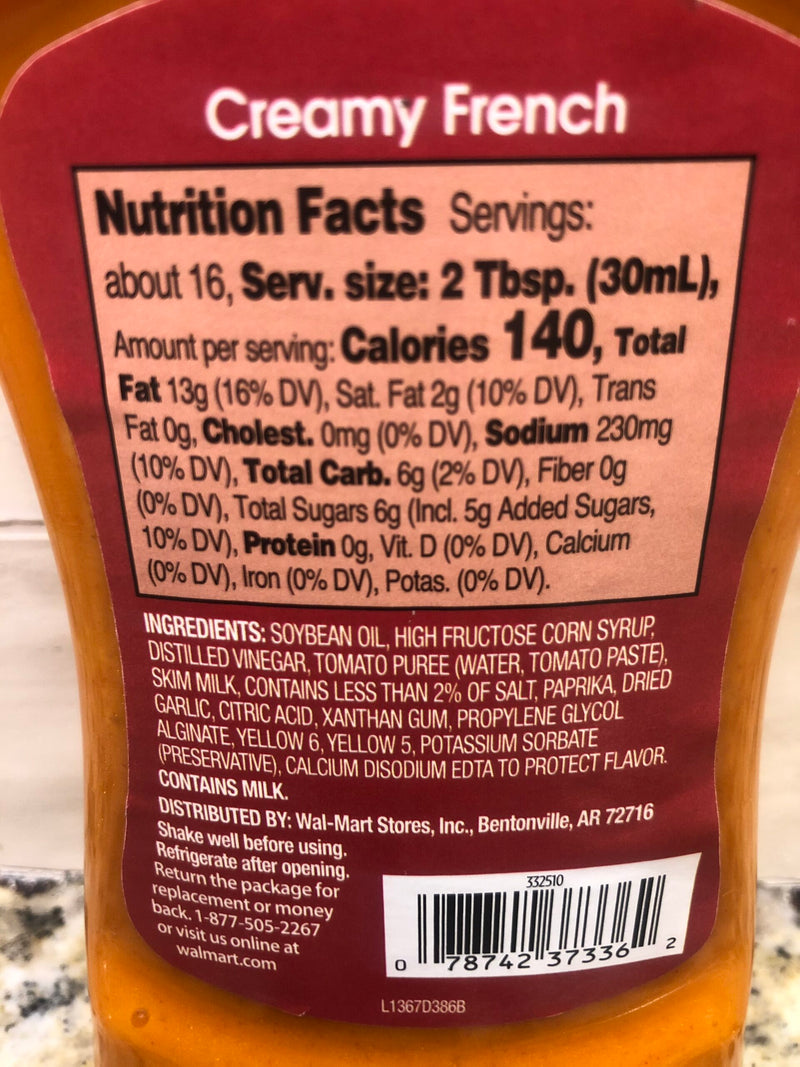 Creamy French
Nutrition Facts Servings:
about 16, Serv. size: 2 Tbsp. (30mL),
Amount per serving: Calories 140, Total
Fat 13g (16% DV), Sat. Fat 2g (10% DV), Trans
Fat 0g, Cholest. 0mg (0% DV), Sodium 230mg
(10% DV), Total Carb. 6g (2% DV), Fiber 0g
(0% DV), Total Sugars 6g (Incl. 5g Added Sugars,
10% DV), Protein 0g, Vit. D (0% DV), Calcium
(0% DV), Iron (0% DV), Potas. (0% DV).
INGREDIENTS: SOYBEAN OIL, HIGH FRUCTOSE CORN SYRUP,
DISTILLED VINEGAR, TOMATO PUREE (WATER, TOMATO PASTE),
SKIM MILK, CONTAINS LESS THAN 2% OF SALT, PAPRIKA, DRIED
GARLIC, CITRIC ACID, XANTHAN GUM, PROPYLENE GLYCOL
ALGINATE, YELLOW 6, YELLOW 5, POTASSIUM SORBATE
(PRESERVATIVE), CALCIUM DISODIUM EDTA TO PROTECT FLAVOR.
CONTAINS MILK.
DISTRIBUTED BY: Wal-Mart Stores, Inc., Bentonville, AR 72716
Shake well before using.
Refrigerate after opening.
Return the package for
replacement or money
back. 1-877-505-2267
or visit us online at
walmart.com
332510
0 78742 37336 2
L1367D386B